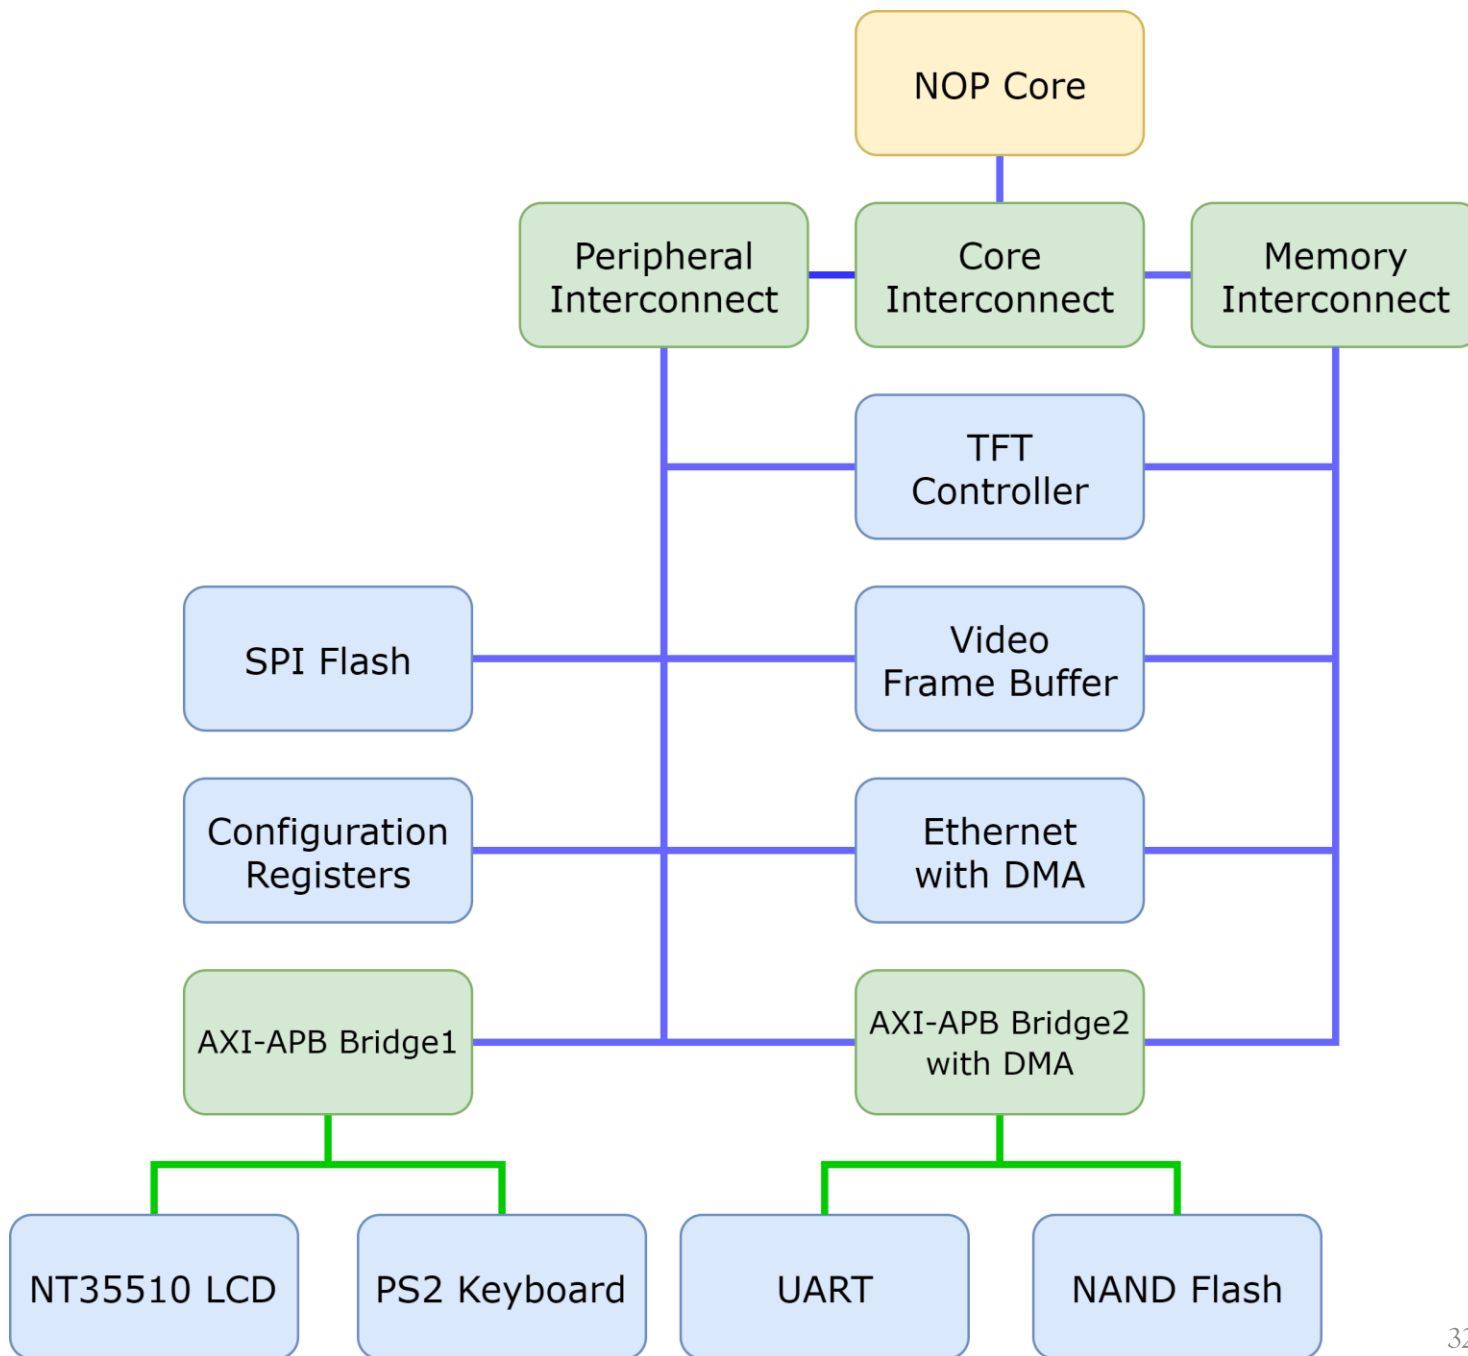 NOP Core
Peripheral
Interconnect
Core
Interconnect
Memory
Interconnect
TFT
Controller
SPI Flash
Video
Frame Buffer
Configuration
Registers
Ethernet
with DMA
AXI-APB Bridge1
AXI-APB Bridge2
with DMA
NT35510 LCD
PS2 Keyboard
UART
NAND Flash
32